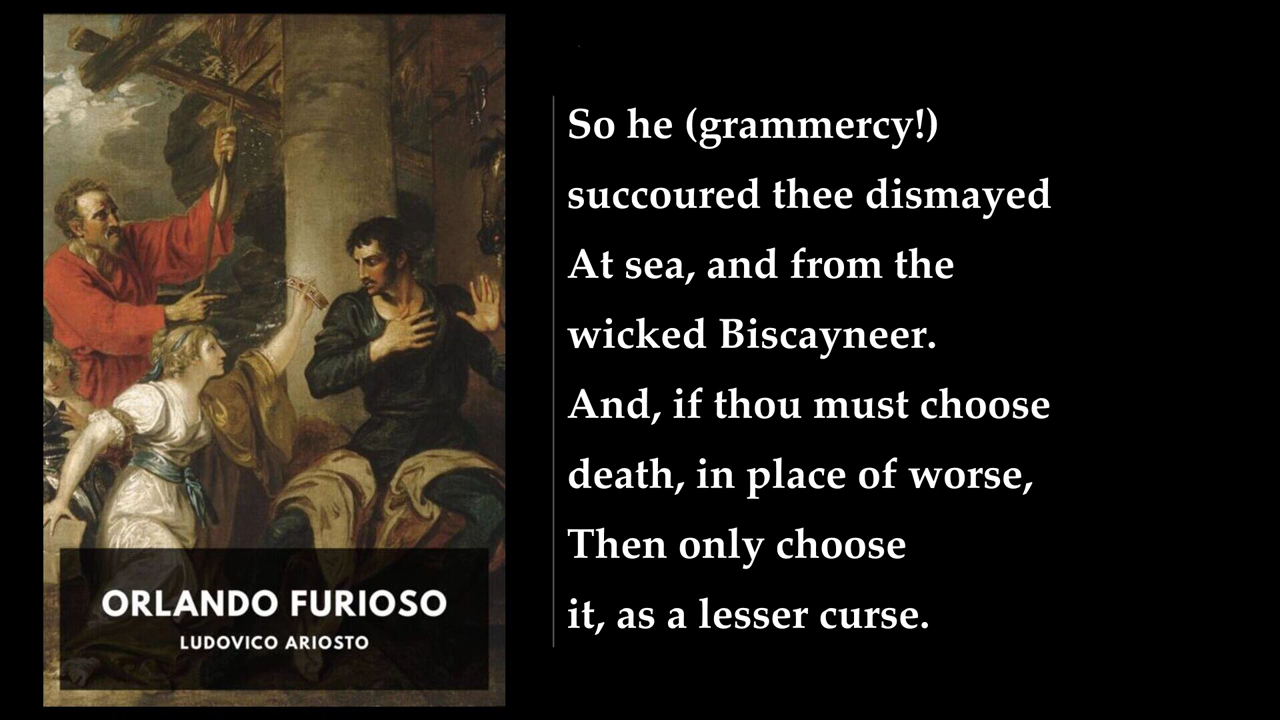 ORLANDO FURIOSO
LUDOVICO ARIOSTO
So he (grammercy!)
succoured thee dismayed
At sea, and from the
wicked Biscayneer.
And, if thou must choose
death, in place of worse,
Then only choose
it, as a lesser curse.